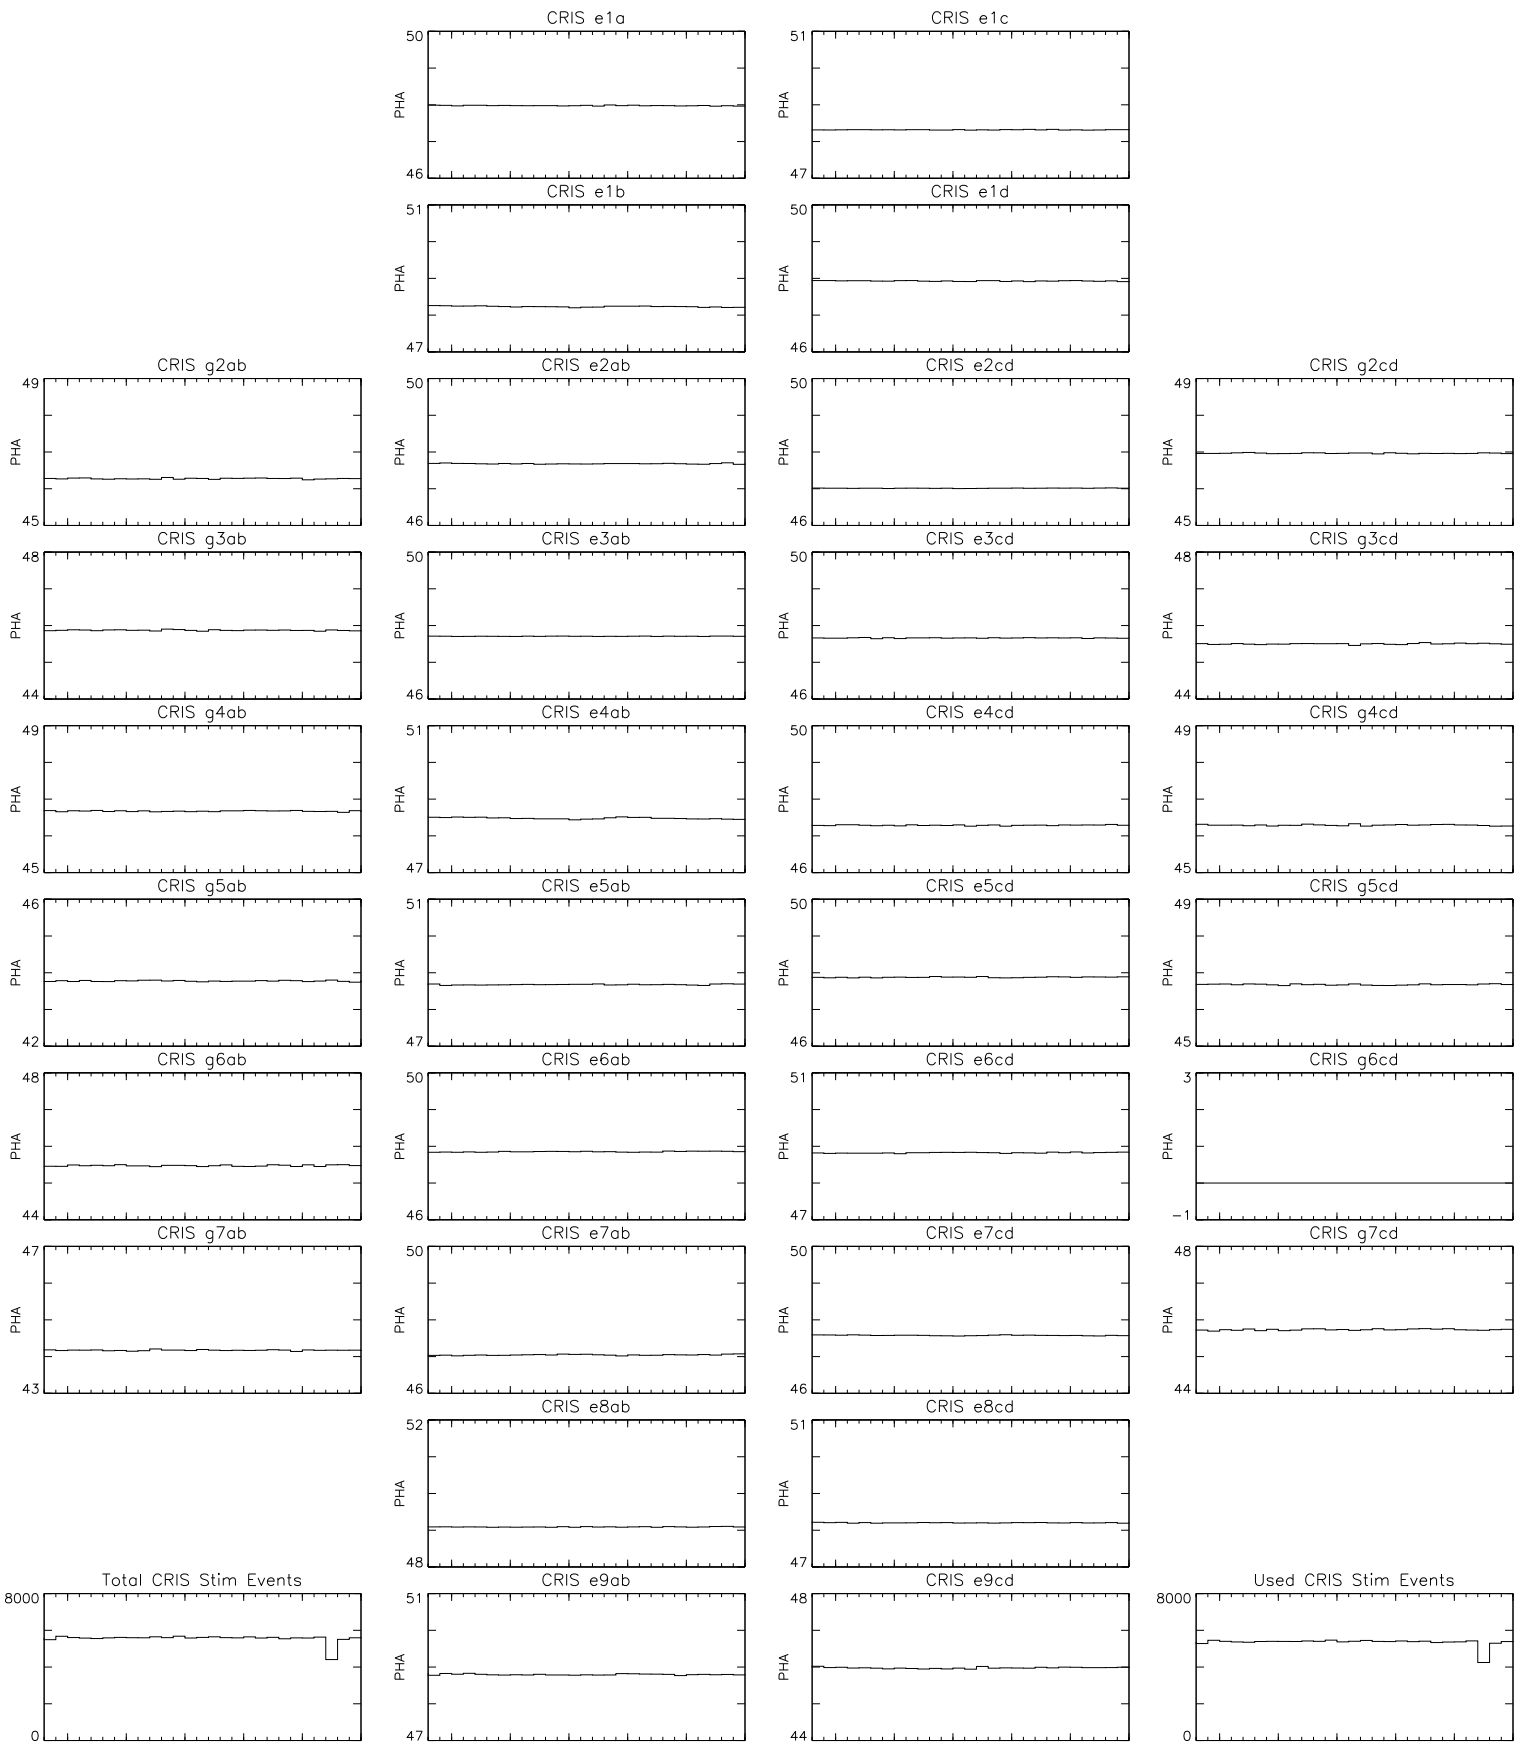 CRIS e1a
CRIS e1c
50
PHA
46
51
PHA
47
CRIS e1b
CRIS e1d
51
PHA
47
50
PHA
46
CRIS g2ab
CRIS e2ab
CRIS e2cd
CRIS g2cd
49
PHA
45
50
PHA
46
50
PHA
46
49
PHA
45
CRIS g3ab
CRIS e3ab
CRIS e3cd
CRIS g3cd
48
PHA
44
50
PHA
46
50
PHA
46
48
PHA
44
CRIS g4ab
CRIS e4ab
CRIS e4cd
CRIS g4cd
49
PHA
45
51
PHA
47
50
PHA
46
49
PHA
45
CRIS g5ab
CRIS e5ab
CRIS e5cd
CRIS g5cd
46
PHA
42
51
PHA
47
50
PHA
46
49
PHA
45
CRIS g6ab
CRIS e6ab
CRIS e6cd
CRIS g6cd
48
PHA
44
50
PHA
46
51
PHA
47
3
PHA
-1
CRIS g7ab
CRIS e7ab
CRIS e7cd
CRIS g7cd
47
PHA
43
50
PHA
46
50
PHA
46
48
PHA
44
CRIS e8ab
CRIS e8cd
52
PHA
48
51
PHA
47
Total CRIS Stim Events
CRIS e9ab
CRIS e9cd
Used CRIS Stim Events
8000
0
51
PHA
47
48
PHA
44
8000
0